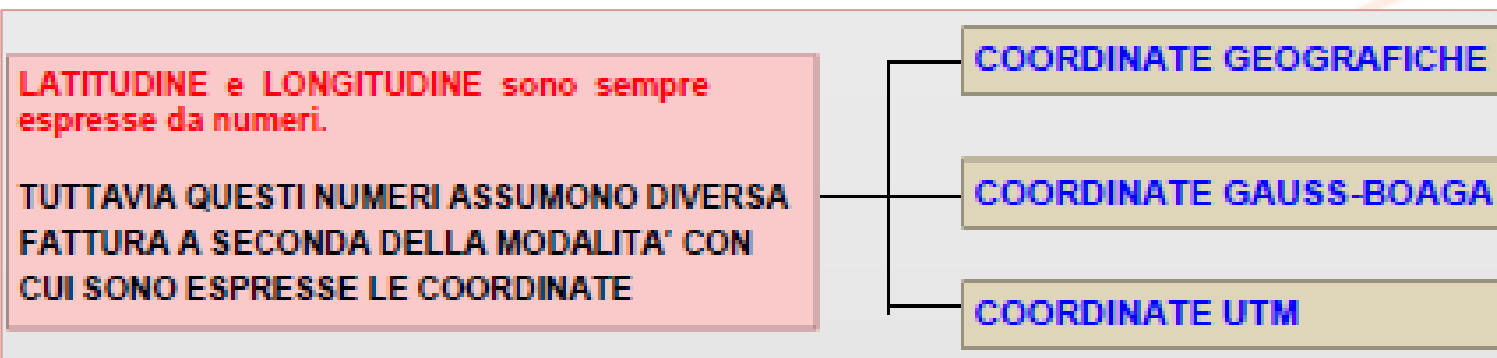 LATITUDINE e LONGITUDINE sono sempre
espresse da numeri.
TUTTAVIA QUESTI NUMERI ASSUMONO DIVERSA
FATTURA A SECONDA DELLA MODALITA' CON
CUI SONO ESPRESSE LE COORDINATE
COORDINATE GEOGRAFICHE
COORDINATE GAUSS-BOAGA
COORDINATE UTM